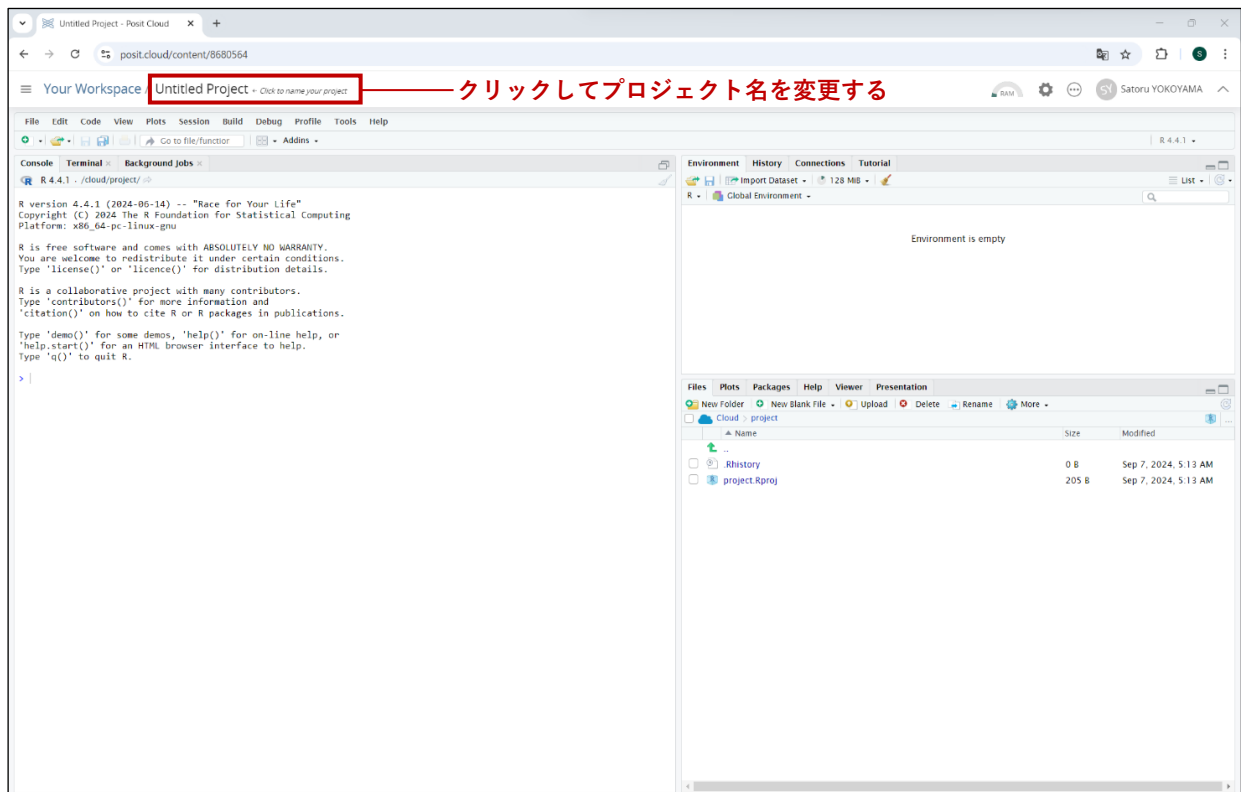 Untitled Project - Posit Cloud
posit.cloud/content/8680564
S
Your Workspace / Untitled Project ← Click to name your project クリックしてプロジェクト名を変更する RAM SY Satoru YOKOYAMA
File Edit Code View Plots Session Build Debug Profile Tools Help
Go to file/function Addins R 4.4.1
Console Terminal Background Jobs
R 4.4.1 · /cloud/project/
R version 4.4.1 (2024-06-14) -- "Race for Your Life"
Copyright (C) 2024 The R Foundation for Statistical Computing
Platform: x86_64-pc-linux-gnu
R is free software and comes with ABSOLUTELY NO WARRANTY.
You are welcome to redistribute it under certain conditions.
Type 'license()' or 'licence()' for distribution details.
R is a collaborative project with many contributors.
Type 'contributors()' for more information and
'citation()' on how to cite R or R packages in publications.
Type 'demo()' for some demos, 'help()' for on-line help, or
'help.start()' for an HTML browser interface to help.
Type 'q()' to quit R.
>
Environment History Connections Tutorial
Import Dataset 128 MiB List
R Global Environment
Environment is empty
Files Plots Packages Help Viewer Presentation
New Folder New Blank File Upload Delete Rename More
Cloud project ...
Name Size Modified
..
.Rhistory 0 B Sep 7, 2024, 5:13 AM
project.Rproj 205 B Sep 7, 2024, 5:13 AM